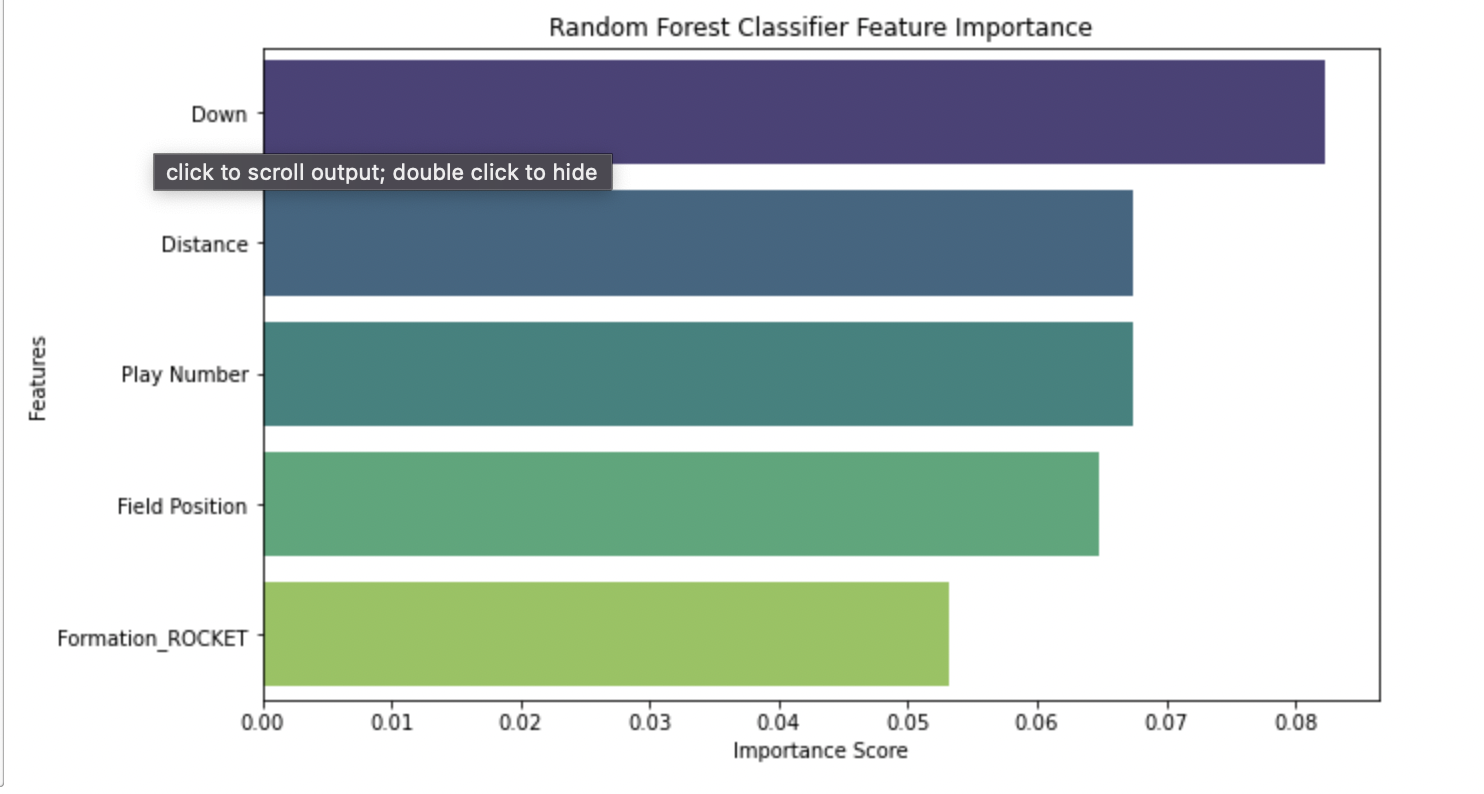 Random Forest Classifier Feature Importance
Down
click to scroll output; double click to hide
Distance
Play Number
Field Position
Formation_ROCKET
Features
0.00 0.01 0.02 0.03 0.04 0.05 0.06 0.07 0.08
Importance Score